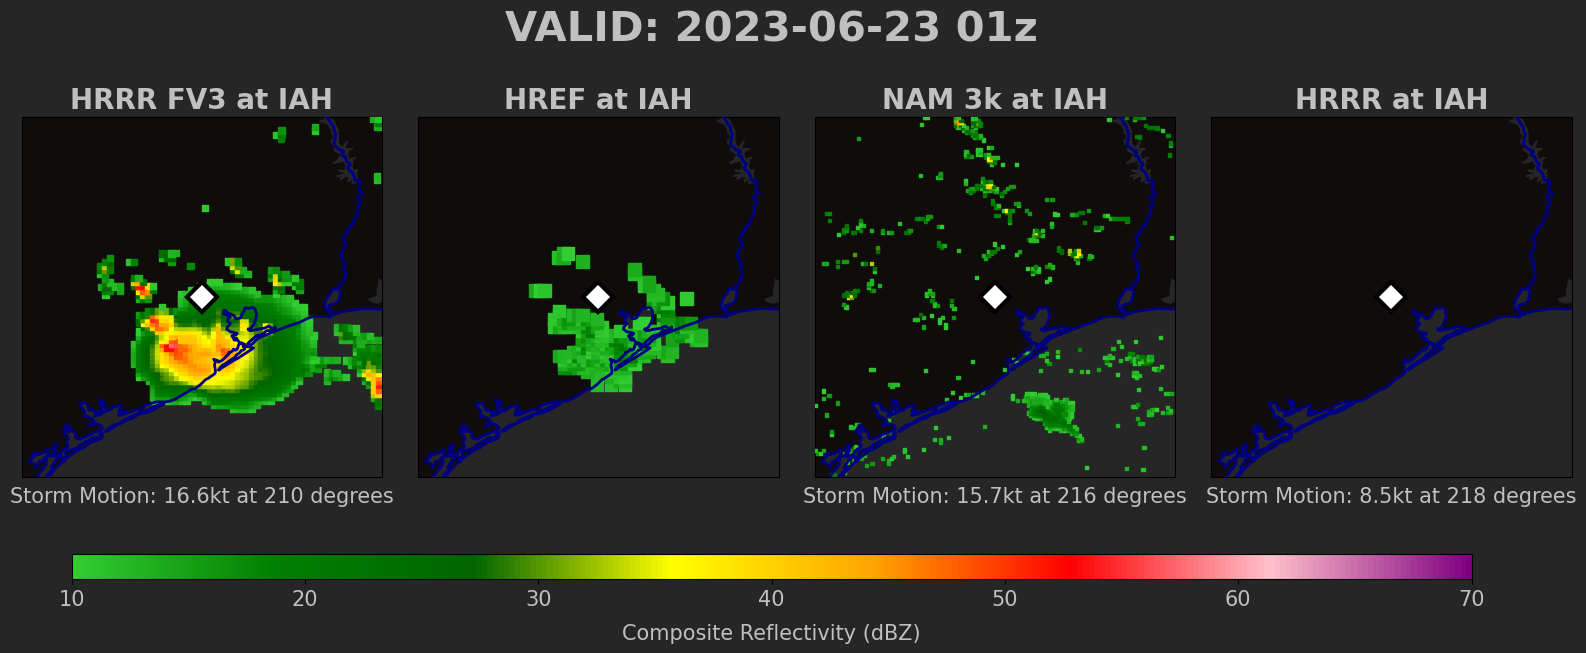 VALID: 2023-06-23 01z
HRRR FV3 at IAH
HREF at IAH
NAM 3k at IAH
HRRR at IAH
Storm Motion: 16.6kt at 210 degrees
Storm Motion: 15.7kt at 216 degrees
Storm Motion: 8.5kt at 218 degrees
10 20 30 40 50 60 70
Composite Reflectivity (dBZ)